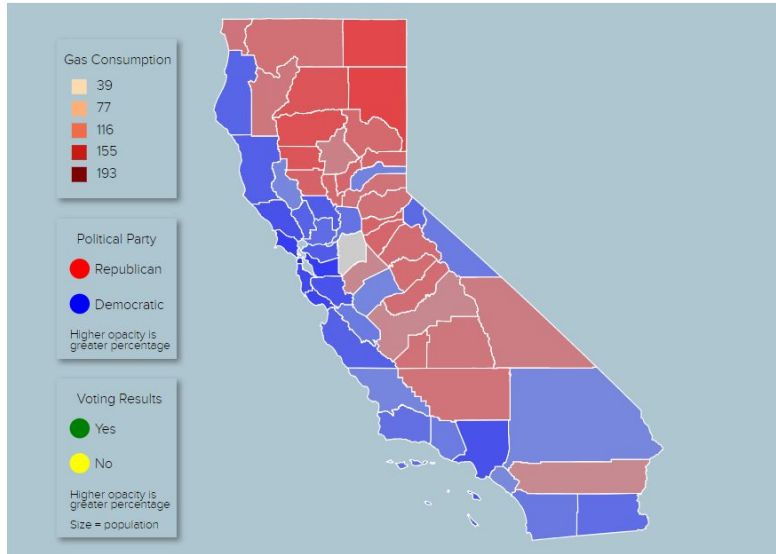 Gas Consumption
39
77
116
155
193
Political Party
Republican
Democratic
Higher opacity is
greater percentage
Voting Results
Yes
No
Higher opacity is
greater percentage
Size = population